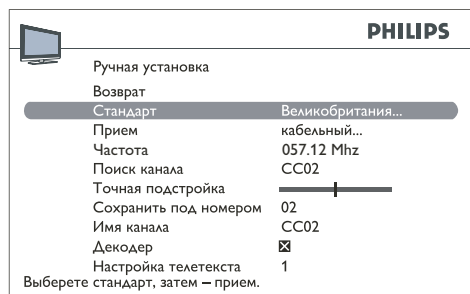 PHILIPS
Ручная установка
Возврат
Стандарт Великобритания...
Прием кабельный...
Частота 057.12 Mhz
Поиск канала CC02
Точная подстройка
Сохранить под номером 02
Имя канала CC02
Декодер
Настройка телетекста 1
Выберете стандарт, затем – прием.